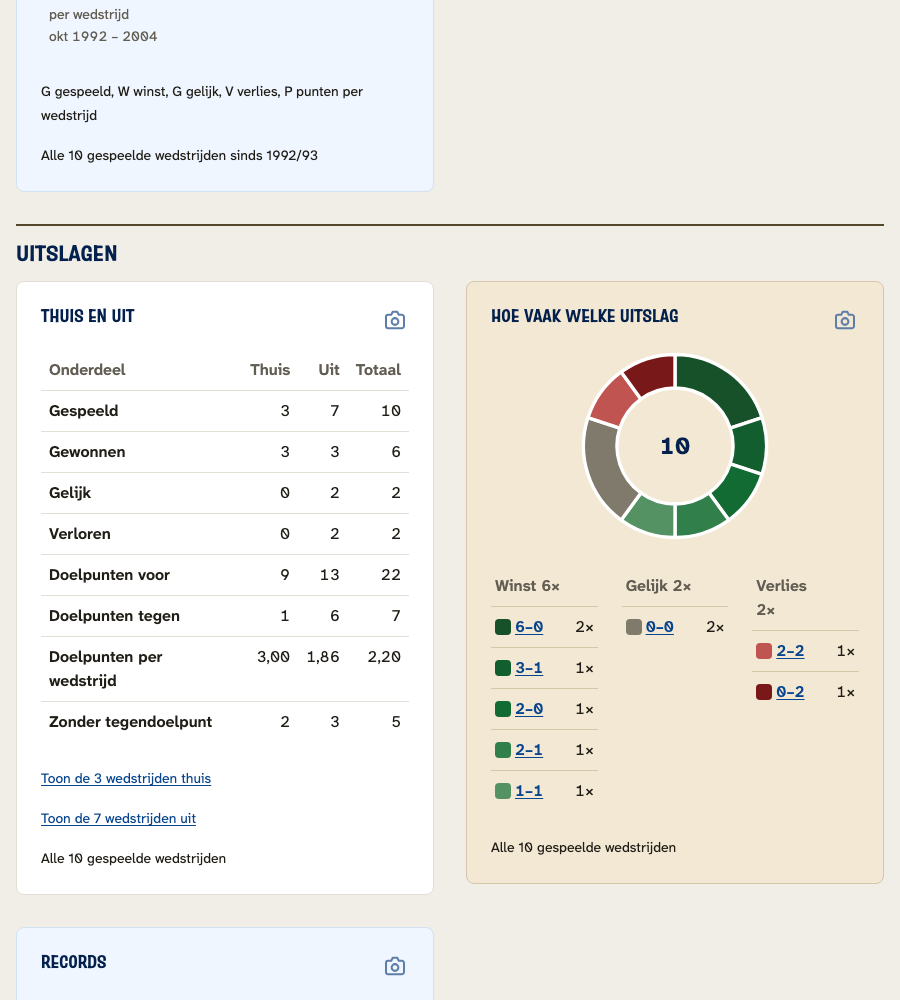 per wedstrijd
okt 1992 – 2004
G gespeeld, W winst, G gelijk, V verlies, P punten per
wedstrijd
Alle 10 gespeelde wedstrijden sinds 1992/93
UITSLAGEN
THUIS EN UIT
Onderdeel Thuis Uit Totaal
Gespeeld 3 7 10
Gewonnen 3 3 6
Gelijk 0 2 2
Verloren 0 2 2
Doelpunten voor 9 13 22
Doelpunten tegen 1 6 7
Doelpunten per
wedstrijd 3,00 1,86 2,20
Zonder tegendoelpunt 2 3 5
Toon de 3 wedstrijden thuis
Toon de 7 wedstrijden uit
Alle 10 gespeelde wedstrijden
HOE VAAK WELKE UITSLAG
10
Winst 6×
6–0 2×
3–1 1×
2–0 1×
2–1 1×
1–1 1×
Gelijk 2×
0–0 2×
Verlies
2×
2–2 1×
0–2 1×
Alle 10 gespeelde wedstrijden
RECORDS